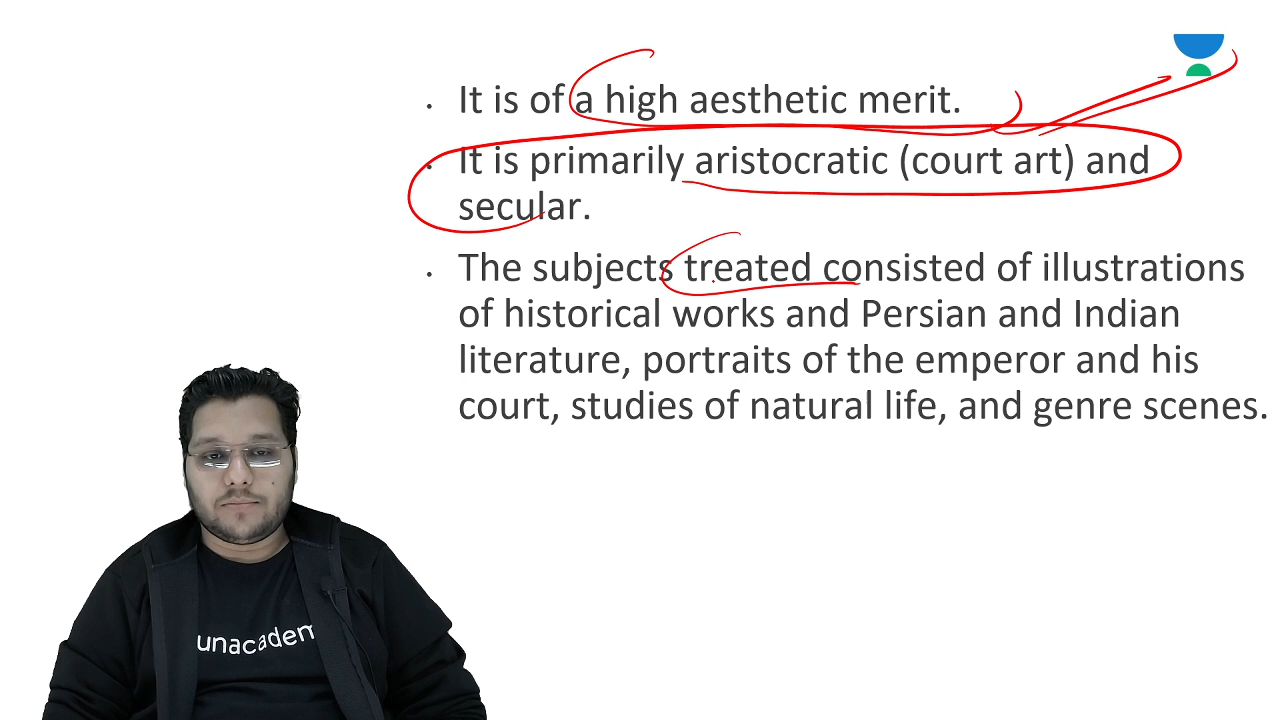 • It is of a high aesthetic merit.
• It is primarily aristocratic (court art) and
secular.
• The subjects treated consisted of illustrations
of historical works and Persian and Indian
literature, portraits of the emperor and his
court, studies of natural life, and genre scenes.
unacadem